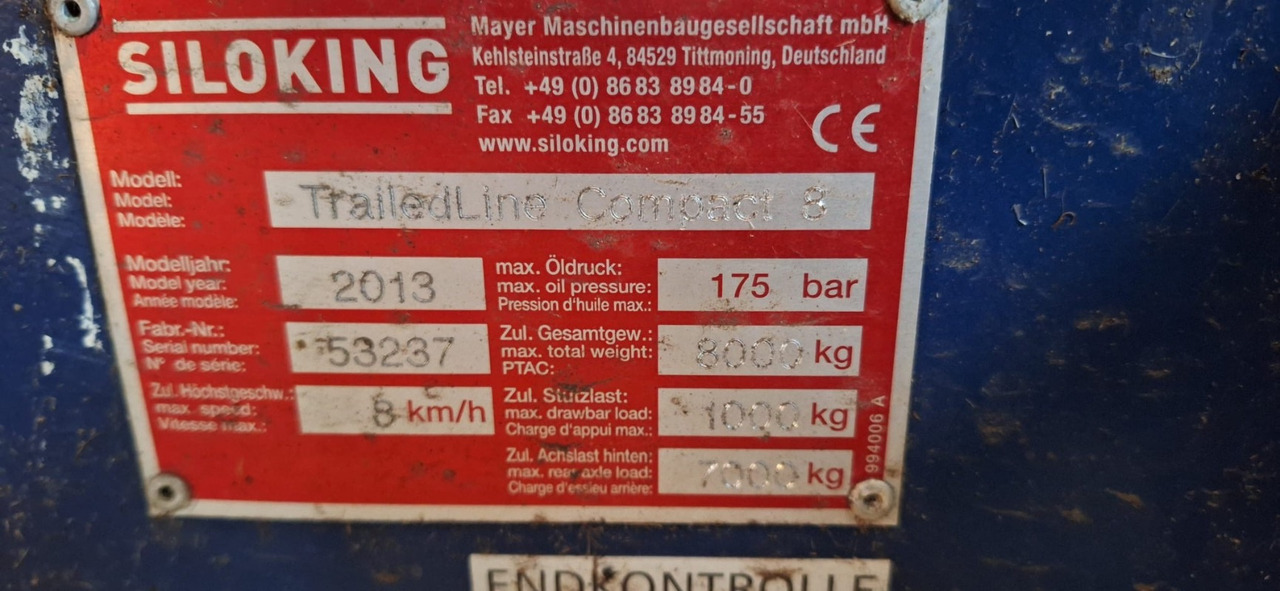 SILOKING
Mayer Maschinenbaugesellschaft mbH
Kehlsteinstraße 4, 84529 Tittmoning, Deutschland
Tel. +49 (0) 86 83 89 84-0
Fax +49 (0) 86 83 89 84-55
www.siloking.com
CE
Modell:
Model:
Modèle:
TrailedLine Compact 8
Modelljahr:
Model year:
Année modèle:
2013
max. Öldruck:
max. oil pressure:
Pression d'huile max.:
175 bar
Fabr.-Nr.:
Serial number:
N° de série:
53237
Zul. Gesamtgew.:
max. total weight:
PTAC:
8000 kg
Zul. Höchstgeschw.:
max. speed:
Vitesse max.:
8 km/h
Zul. Stützlast:
max. drawbar load:
Charge d'appui max.:
1000 kg
Zul. Achslast hinten:
max. rear axle load:
Charge d'essieu arrière:
7000 kg
994006 A
ENDKONTROLLE